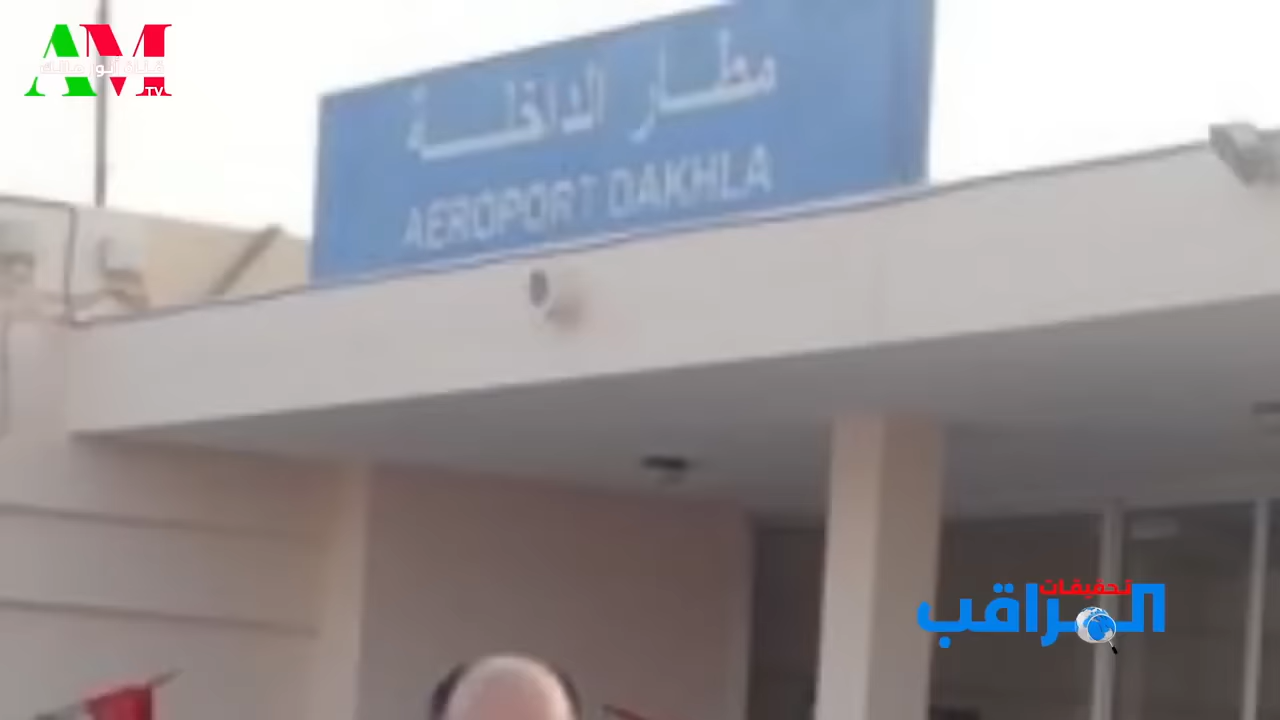 AM
.TV
مطار الداخلة
AEROPORT DAKHLA
تحقيقات
المراقب